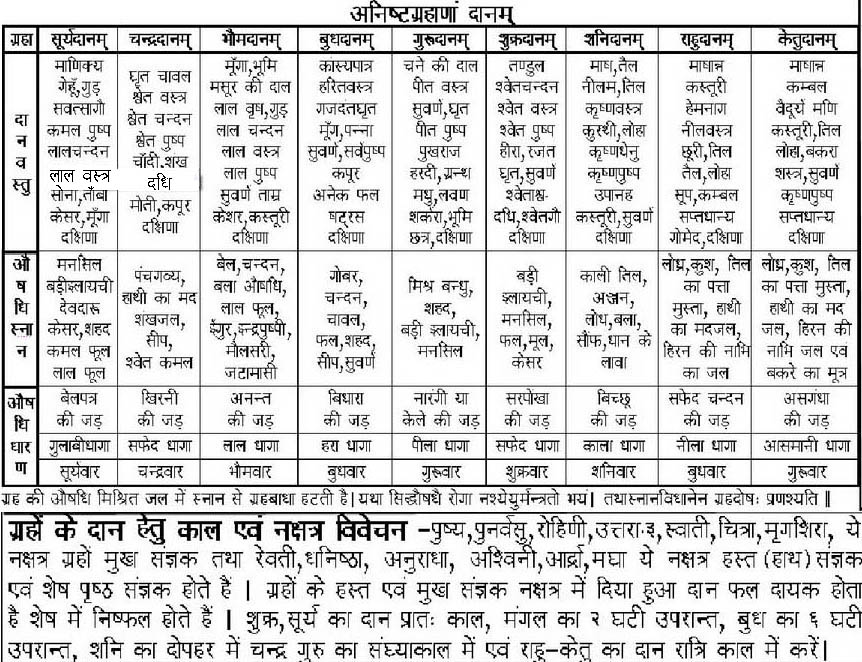 अनिष्टग्रहाणां दानम्
ग्रहा सूर्यदानम् चन्द्रदानम् भौमदानम् बुधदानम् गुरूदानम् शुक्रदानम् शनिदानम् राहुदानम् केतुदानम्
दा
न
व
स्तु
माणिक्य
गेहूँ,गुड़
सवत्सागौ
कमल पुष्प
लालचन्दन
लाल वस्त्र
सोना,ताँबा
केसर,मूँगा
दक्षिणा
घृत चावल
श्वेत वस्त्र
श्वेत चन्दन
श्वेत पुष्प
चाँदी.शख
दधि
मोती,कपूर
दक्षिणा
मूँगा,भूमि
मसूर की दाल
लाल वृष,गुड़
लाल चन्दन
लाल वस्त्र
लाल पुष्प
सुवर्ण ताम्र
केशर,कस्तूरी
दक्षिणा
कांस्यपात्र
हरितवस्त्र
गजदंतघृत
मूँग,पन्ना
सुवर्ण,सर्वपुष्प
कपूर
अनेक फल
षट्रस
दक्षिणा
चने की दाल
पीत वस्त्र
सुवर्ण,घृत
पीत पुष्प
पुखराज
हरदी,ग्रन्थ
मधु,लवण
शर्करा,भूमि
छत्र,दक्षिणा
तण्डुल
श्वेतचन्दन
श्वेत वस्त्र
श्वेत पुष्प
हीरा,रजत
घृत,सुवर्ण
श्वेताश्व-
दधि,श्वेतगौ
दक्षिणा
माष,तैल
नीलम,तिल
कृष्णवस्त्र
कुरथी,लोहा
कृष्णधेनु
कृष्णपुष्प
उपानह
कस्तूरी,सुवर्ण
दक्षिणा
माषान्न
कस्तूरी
हेमनाग
नीलवस्त्र
छूरी,तिल
तैल,लोहा
सूप,कम्बल
सप्तधान्य
गोमेद,दक्षिणा
माषान्न
कम्बल
वैदूर्य मणि
कस्तूरी,तिल
लोहा,बकरा
शस्त्र,सुवर्ण
कृष्णपुष्प
सप्तधान्य
दक्षिणा
औ
ष
धि
स्ना
न
मनसिल
बड़ीइलायची
देवदारू
केसर,शहद
कमल फूल
लाल फूल
पंचगव्य,
हाथी का मद
शंखजल,
सीप,
श्वेत कमल
बेल,चन्दन,
बला औषधि,
लाल फूल,
ईंगुर,इन्द्रपुष्पी,
मौलसरी,
जटामासी
गोबर,
चन्दन,
चावल,
फल,शहद,
सीप,सुवर्ण
मिश्र बन्धु,
शहद,
बड़ी इलायची,
मनसिल
बड़ी
इलायची,
मनसिल,
फल,मूल,
केसर
काली तिल,
अञ्जन,
लोध,बला,
सौंफ,धान के
लावा
लोध्र,कुश, तिल
का पत्ता
मुस्ता, हाथी
का मदजल,
हिरन की नाभि
का जल
लोध्र,कुश, तिल
का पत्ता मुस्ता,
हाथी का मद
जल, हिरन की
नाभि जल एवं
बकरे का मूत्र
औष
धि
धार
ण
बेलपत्र
की जड़
खिरनी
की जड़
अनन्त
की जड़
बिधारा
की जड़
नारंगी या
केले की जड़
सरपोंखा
की जड़
बिच्छू
की जड़
सफेद चन्दन
की जड़
असगंधा
की जड़
गुलाबीधागा सफेद धागा लाल धागा हरा धागा पीला धागा सफेद धागा काला धागा नीला धागा आसमानी धागा
सूर्यवार चन्द्रवार भौमवार बुधवार गुरूवार शुक्रवार शनिवार बुधवार गुरूवार
ग्रह की औषधि मिश्रित जल में स्नान से ग्रहबाधा हटती है| यथा सिद्धौषधै रोगा नश्येयुर्मन्त्रतो भयं| तथास्नानविधानेन ग्रहदोषः प्रणश्यति ||
ग्रहों के दान हेतु काल एवं नक्षत्र विवेचन -पुष्य,पुनर्वसु,रोहिणी,उत्तरा-३,स्वाती,चित्रा,मृगशिरा, ये
नक्षत्र ग्रहों मुख संज्ञक तथा रेवती,धनिष्ठा, अनुराधा, अश्विनी,आर्द्रा,मघा ये नक्षत्र हस्त(हाथ)संज्ञक
एवं शेष पृष्ठ संज्ञक होते हैं | ग्रहों के हस्त एवं मुख संज्ञक नक्षत्र में दिया हुआ दान फल दायक होता
है शेष में निष्फल होते हैं | शुक्र,सूर्य का दान प्रातः काल, मंगल का २ घटी उपरान्त, बुध का ६ घटी
उपरान्त, शनि का दोपहर में चन्द्र गुरु का संघ्याकाल में एवं राहु-केतु का दान रात्रि काल में करें|